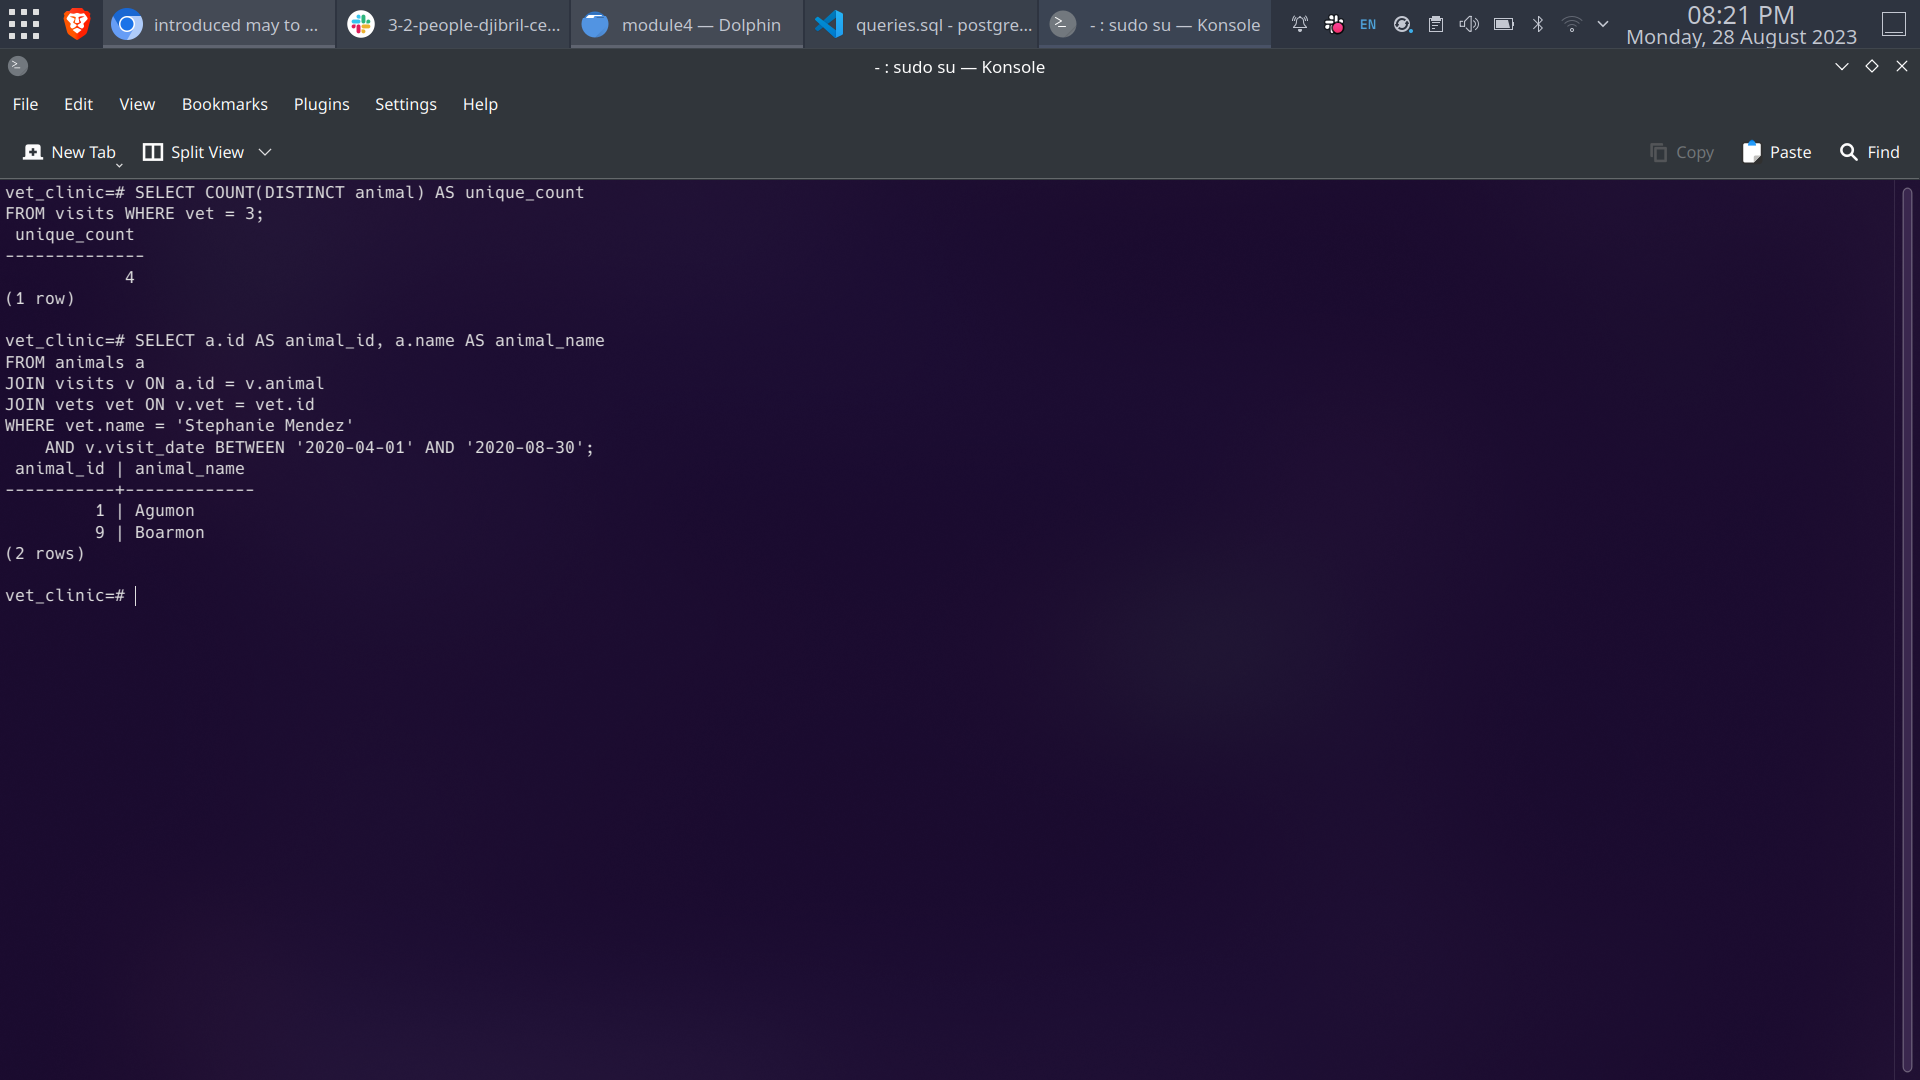 introduced may to ...
3-2-people-djibril-ce...
module4 — Dolphin
queries.sql - postgre...
- : sudo su — Konsole
EN
08:21 PM
Monday, 28 August 2023
- : sudo su — Konsole
File Edit View Bookmarks Plugins Settings Help
New Tab Split View Copy Paste Find
vet_clinic=# SELECT COUNT(DISTINCT animal) AS unique_count
FROM visits WHERE vet = 3;
 unique_count
--------------
            4
(1 row)

vet_clinic=# SELECT a.id AS animal_id, a.name AS animal_name
FROM animals a
JOIN visits v ON a.id = v.animal
JOIN vets vet ON v.vet = vet.id
WHERE vet.name = 'Stephanie Mendez'
    AND v.visit_date BETWEEN '2020-04-01' AND '2020-08-30';
 animal_id | animal_name
-----------+-------------
         1 | Agumon
         9 | Boarmon
(2 rows)

vet_clinic=#